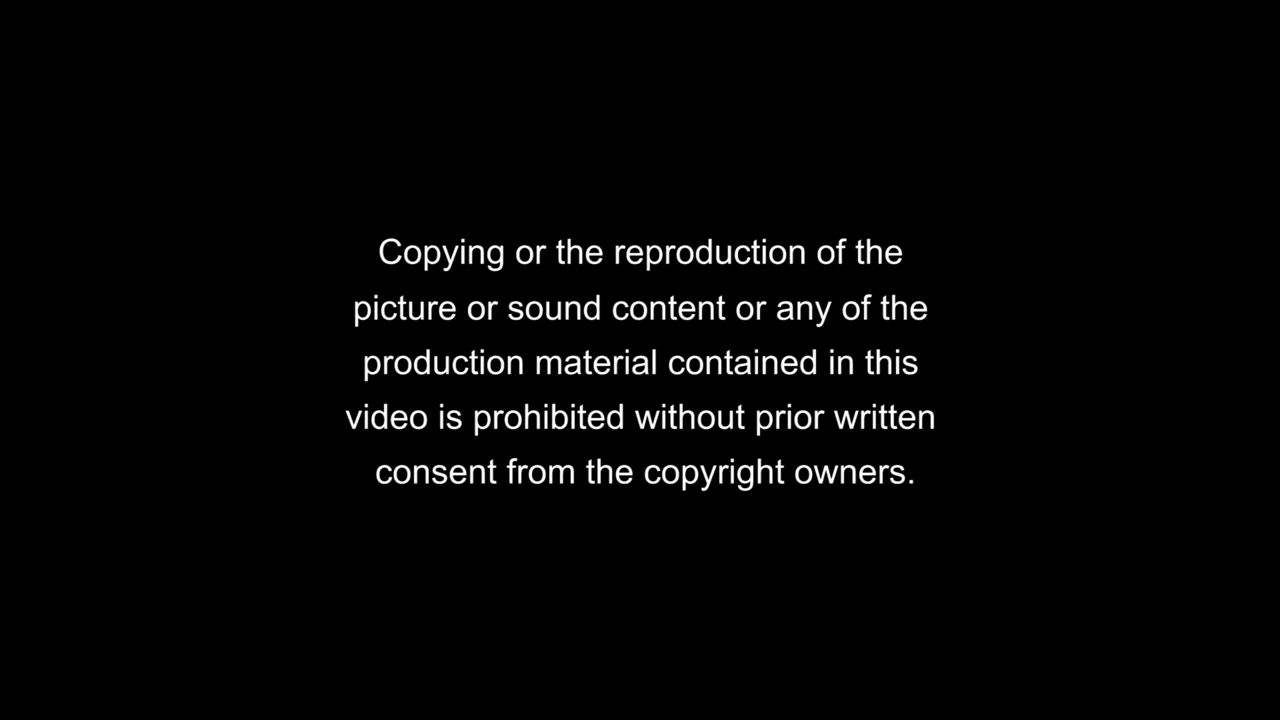 Copying or the reproduction of the
picture or sound content or any of the
production material contained in this
video is prohibited without prior written
consent from the copyright owners.